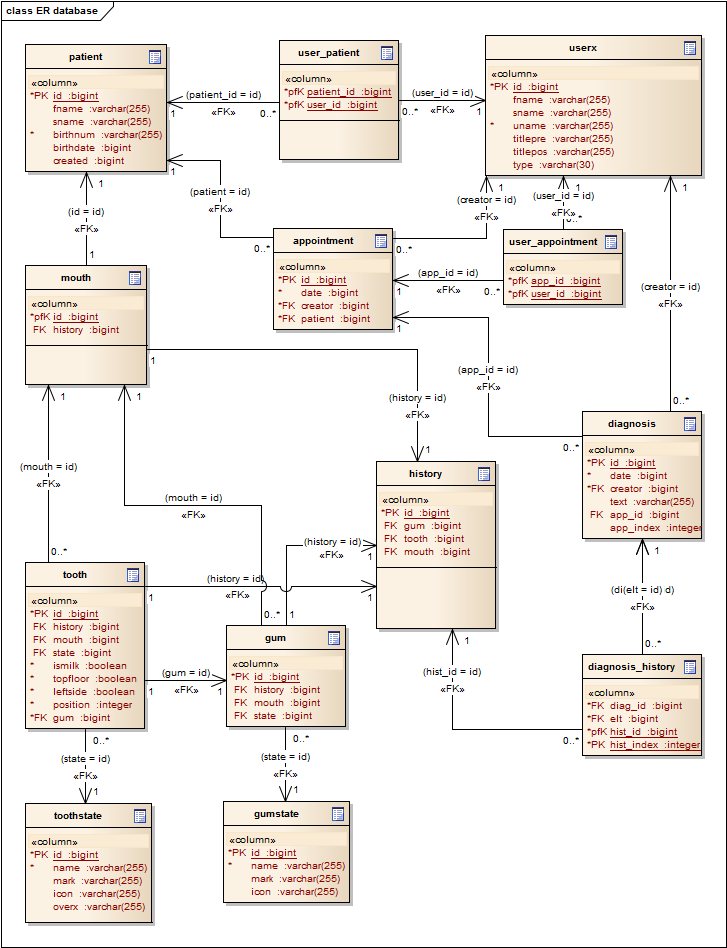 class ER database
patient
«column»
*PK id :bigint
fname :varchar(255)
sname :varchar(255)
* birthnum :varchar(255)
birthdate :bigint
created :bigint
user_patient
«column»
*pfK patient_id :bigint
*pfK user_id :bigint
userx
«column»
*PK id :bigint
fname :varchar(255)
sname :varchar(255)
* uname :varchar(255)
titlepre :varchar(255)
titlepos :varchar(255)
type :varchar(30)
(patient_id = id)
«FK»
1
0..*
(user_id = id)
«FK»
0..*
1
(patient = id)
«FK»
1
0..*
(creator = id)
«FK»
1
0..*
(user_id = id)
«FK»
1
0..*
(creator = id)
«FK»
1
0..*
(id = id)
«FK»
1
1
appointment
«column»
*PK id :bigint
* date :bigint
*FK creator :bigint
*FK patient :bigint
user_appointment
«column»
*pfK app_id :bigint
*pfK user_id :bigint
(app_id = id)
«FK»
1
0..*
(app_id = id)
«FK»
1
0..*
mouth
«column»
*pfK id :bigint
FK history :bigint
(history = id)
«FK»
1
1
(mouth = id)
«FK»
1
0..*
(mouth = id)
«FK»
1
0..*
history
«column»
*PK id :bigint
FK gum :bigint
FK tooth :bigint
FK mouth :bigint
diagnosis
«column»
*PK id :bigint
* date :bigint
*FK creator :bigint
text :varchar(255)
FK app_id :bigint
app_index :integer
(history = id)
«FK»
1
1
(history = id)
«FK»
1
1
(di(elt = id) d)
«FK»
1
0..*
tooth
«column»
*PK id :bigint
FK history :bigint
FK mouth :bigint
FK state :bigint
* ismilk :boolean
* topfloor :boolean
* leftside :boolean
* position :integer
*FK gum :bigint
(gum = id)
«FK»
1
1
gum
«column»
*PK id :bigint
FK history :bigint
FK mouth :bigint
FK state :bigint
(hist_id = id)
«FK»
1
0..*
diagnosis_history
«column»
*FK diag_id :bigint
*FK elt :bigint
*pfK hist_id :bigint
*PK hist_index :integer
(state = id)
«FK»
0..*
1
(state = id)
«FK»
0..*
1
toothstate
«column»
*PK id :bigint
* name :varchar(255)
mark :varchar(255)
icon :varchar(255)
overx :varchar(255)
gumstate
«column»
*PK id :bigint
* name :varchar(255)
mark :varchar(255)
icon :varchar(255)